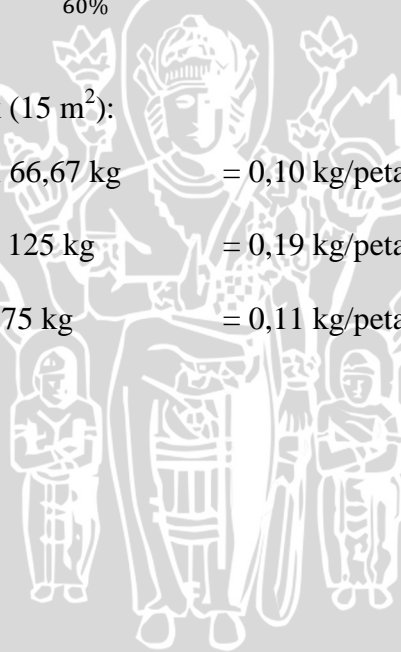 60%
(15 m²):
66,67 kg = 0,10 kg/peta
125 kg = 0,19 kg/peta
75 kg = 0,11 kg/peta